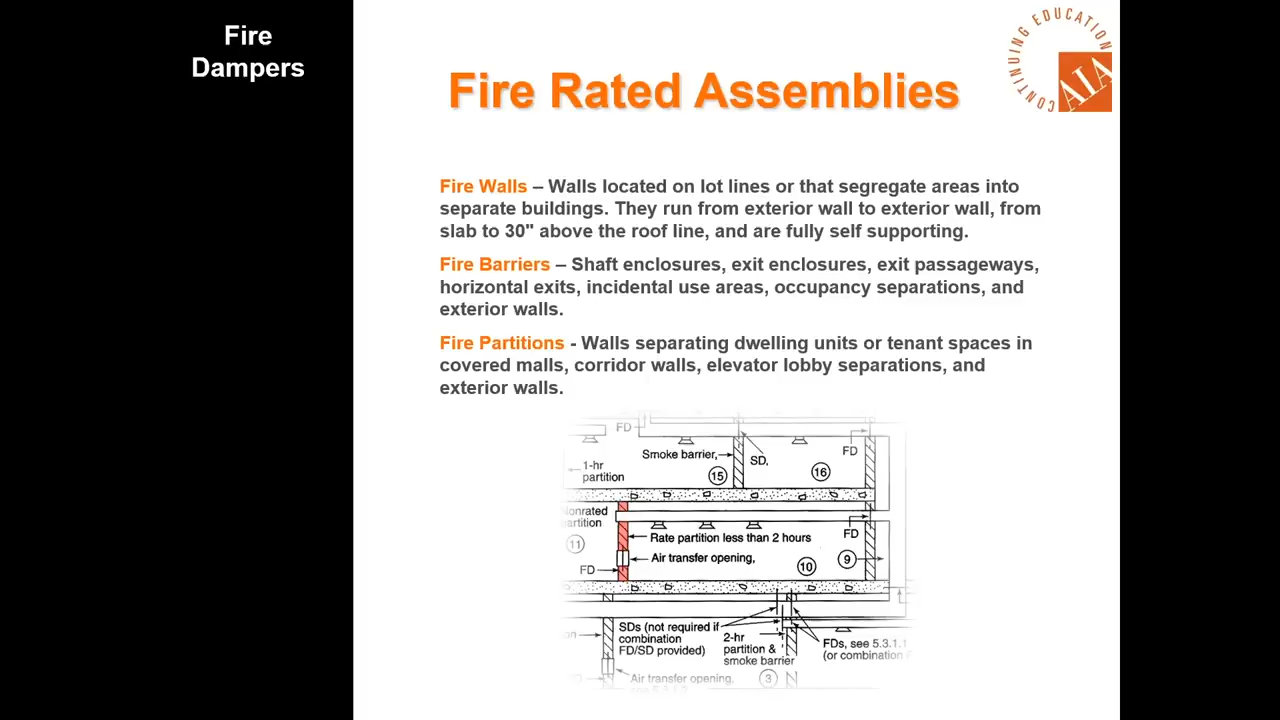 Fire
Dampers
CONTINUING EDUCATION
AIA
Fire Rated Assemblies
Fire Walls – Walls located on lot lines or that segregate areas into
separate buildings. They run from exterior wall to exterior wall, from
slab to 30" above the roof line, and are fully self supporting.
Fire Barriers – Shaft enclosures, exit enclosures, exit passageways,
horizontal exits, incidental use areas, occupancy separations, and
exterior walls.
Fire Partitions - Walls separating dwelling units or tenant spaces in
covered malls, corridor walls, elevator lobby separations, and
exterior walls.
FD
Smoke barrier,
SD,
FD
1-hr
partition
15
16
Nonrated
partition
11
Rate partition less than 2 hours
FD
Air transfer opening,
FD
10
9
SDs (not required if
combination
FD/SD provided)
2-hr
partition &
smoke barrier
FDs, see 5.3.1.1
(or combination
Air transfer opening,
3